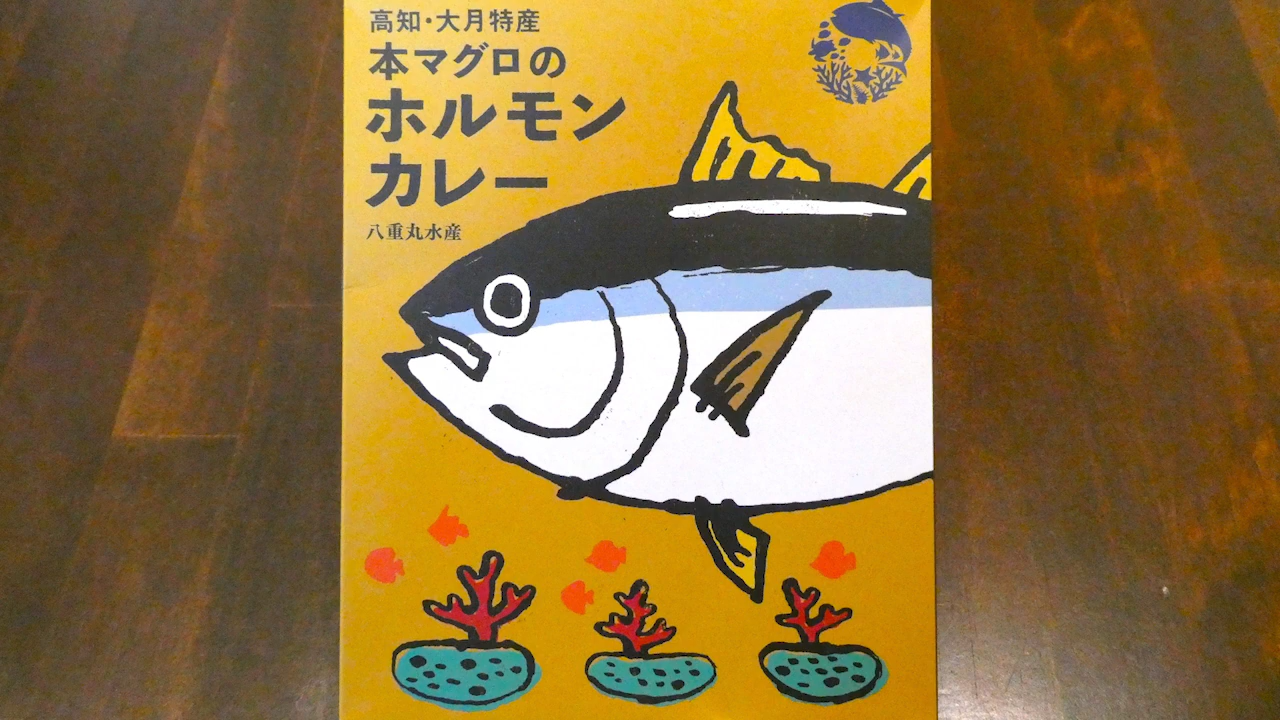 高知・大月特産
本マグロの
ホルモン
カレー
八重丸水産